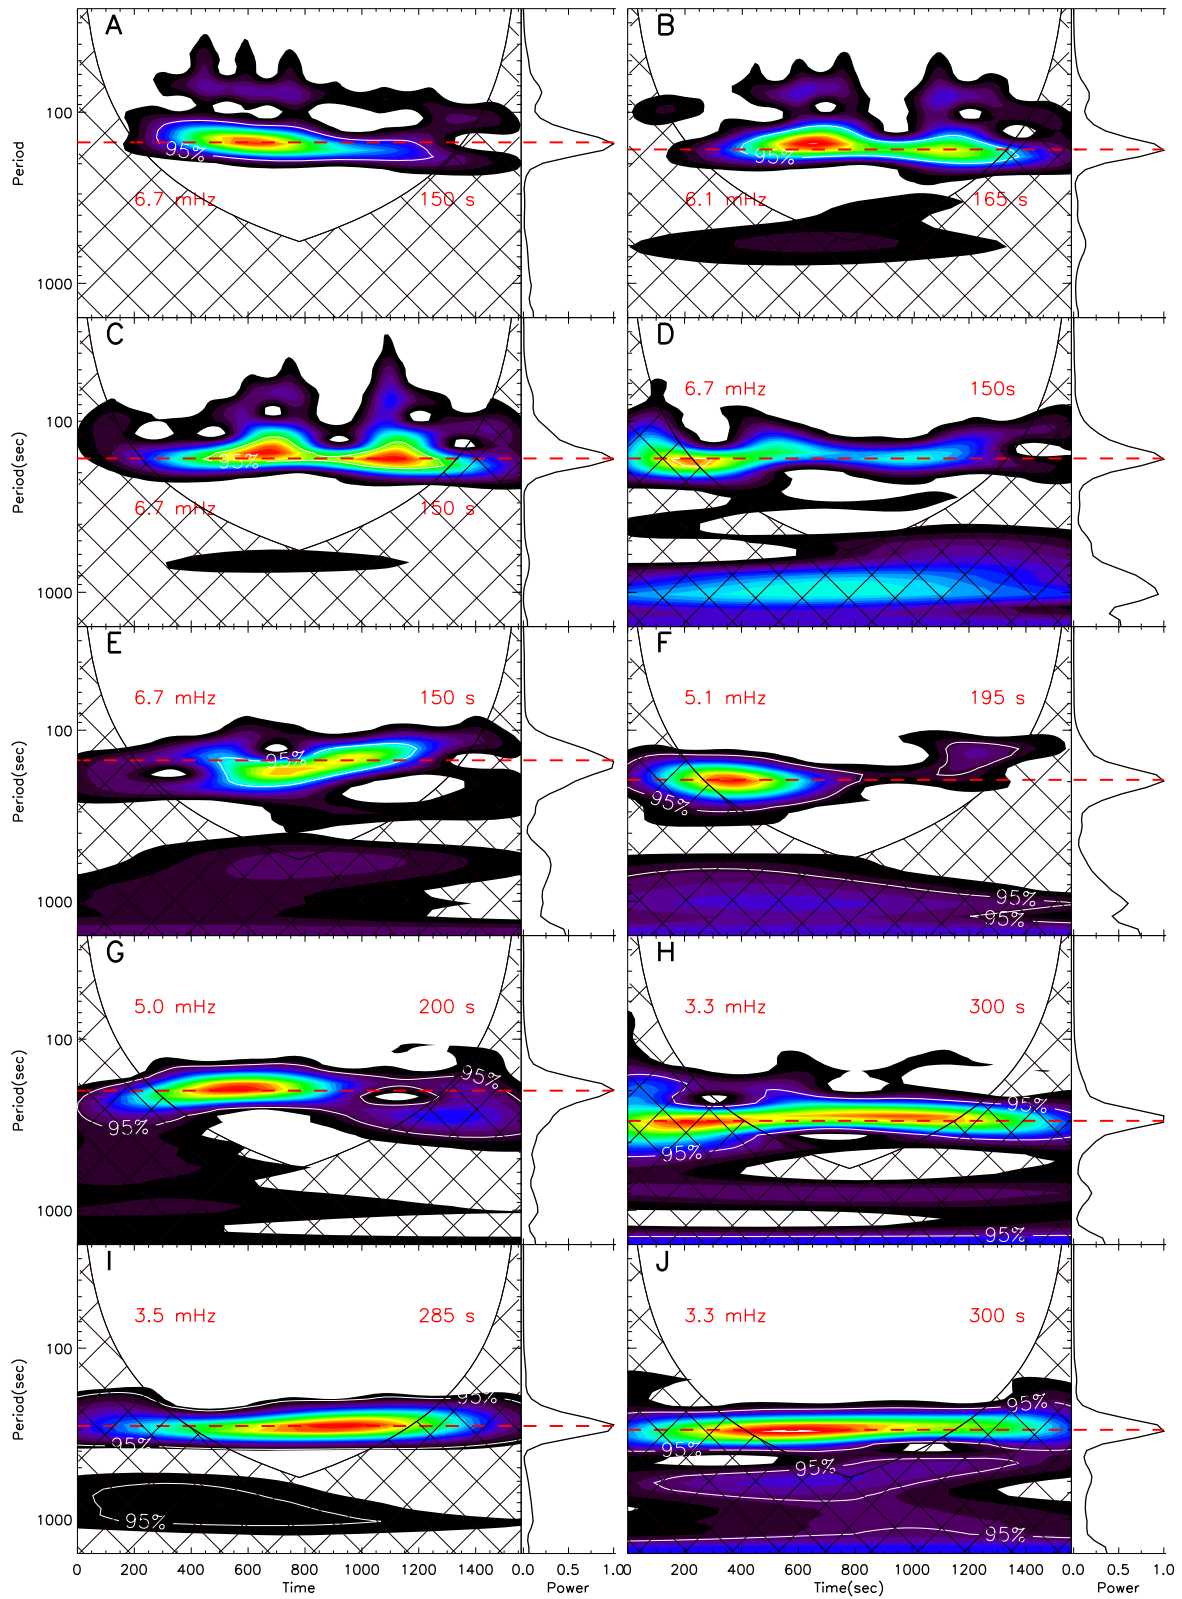 A
B
100
Period
95%
95%
6.7 mHz
150 s
6.1 mHz
165 s
1000
C
D
6.7 mHz
150s
100
Period(sec)
95%
6.7 mHz
150 s
1000
E
F
6.7 mHz
150 s
5.1 mHz
195 s
100
Period(sec)
95%
95%
95%
95%
1000
G
H
5.0 mHz
200 s
3.3 mHz
300 s
100
Period(sec)
95%
95%
95%
95%
95%
1000
I
J
3.5 mHz
285 s
3.3 mHz
300 s
100
Period(sec)
95%
95%
95%
95%
95%
95%
95%
1000
0 200 400 600 800 1000 1200 1400
Time
0.0 0.5 1.0
Power
0 200 400 600 800 1000 1200 1400
Time(sec)
0.0 0.5 1.0
Power